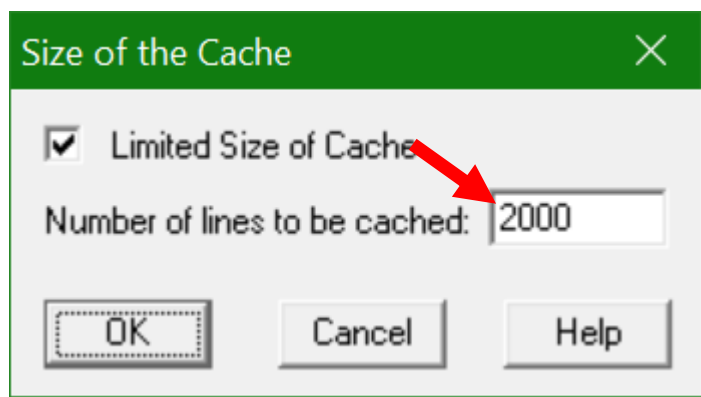 Size of the Cache
Limited Size of Cache
Number of lines to be cached: 2000
OK Cancel Help